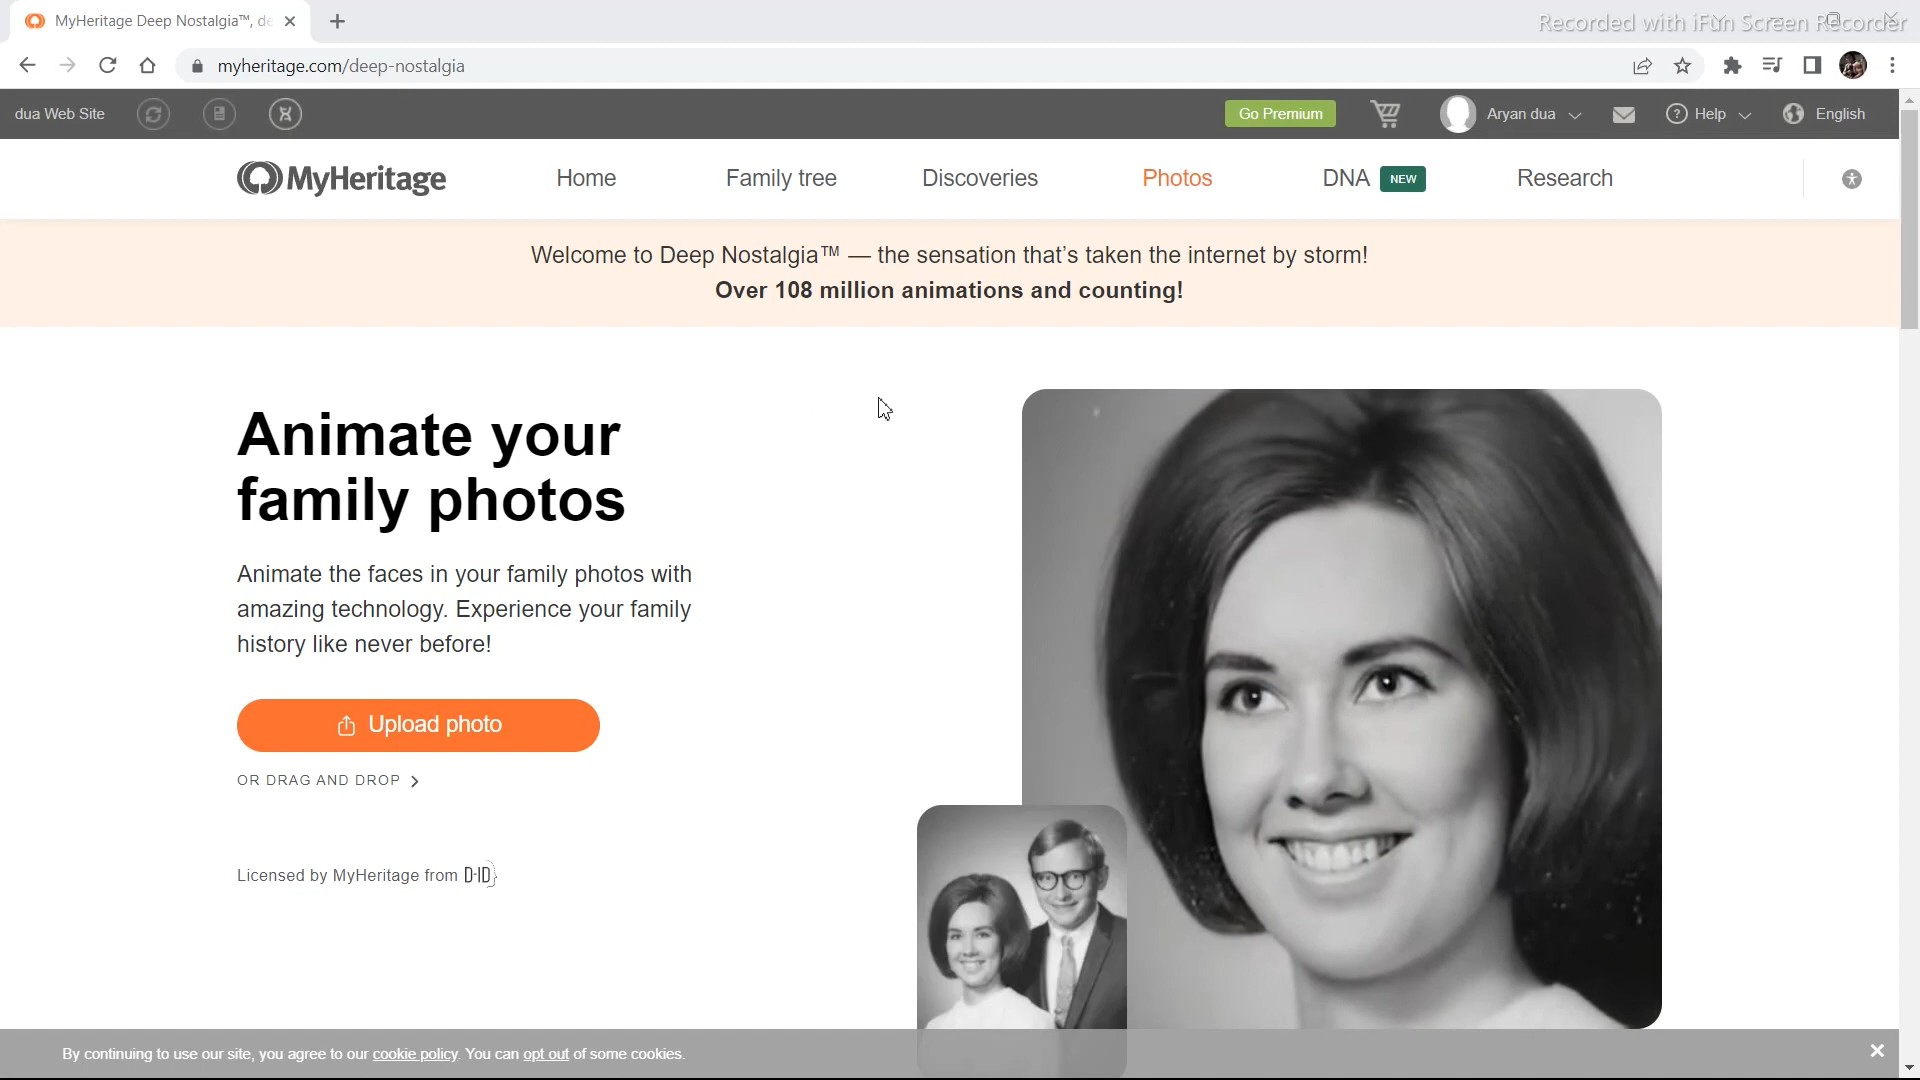 MyHeritage Deep Nostalgia™, de
Recorded with iFun Screen Recorder
myheritage.com/deep-nostalgia
dua Web Site
Go Premium
Aryan dua
Help
English
MyHeritage
Home
Family tree
Discoveries
Photos
DNA
NEW
Research
Welcome to Deep Nostalgia™ — the sensation that's taken the internet by storm!
Over 108 million animations and counting!
Animate your
family photos
Animate the faces in your family photos with
amazing technology. Experience your family
history like never before!
Upload photo
OR DRAG AND DROP
Licensed by MyHeritage from D-ID
By continuing to use our site, you agree to our cookie policy. You can opt out of some cookies.